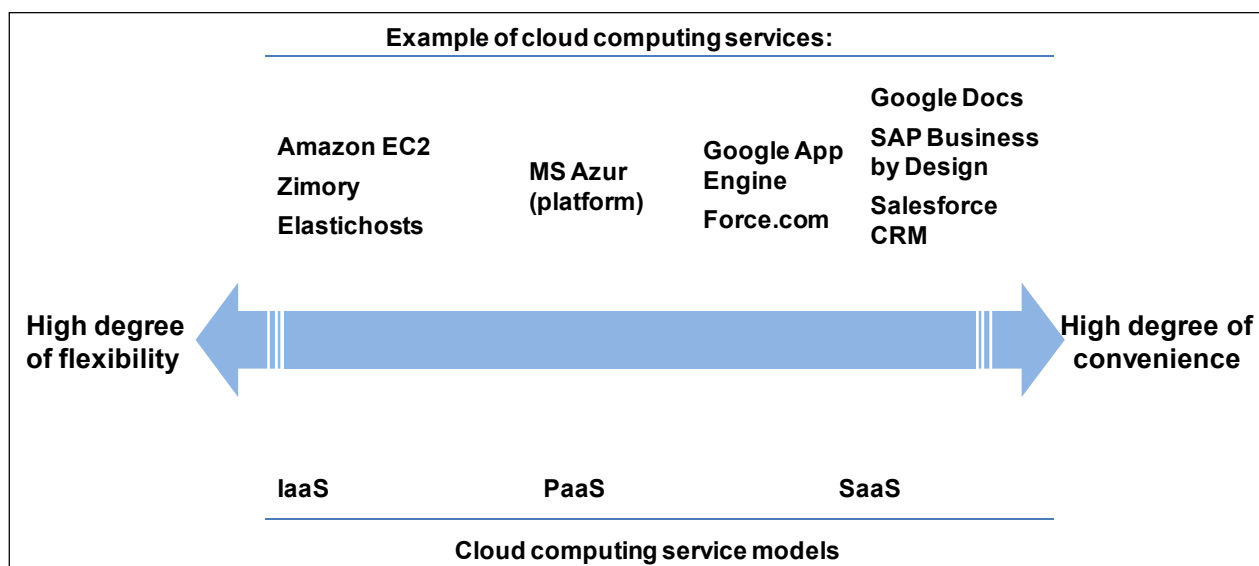 Example of cloud computing services:
Amazon EC2
Zimory
Elastichosts
MS Azur
(platform)
Google App
Engine
Force.com
Google Docs
SAP Business
by Design
Salesforce
CRM
High degree
of flexibility
High degree of
convenience
IaaS
PaaS
SaaS
Cloud computing service models